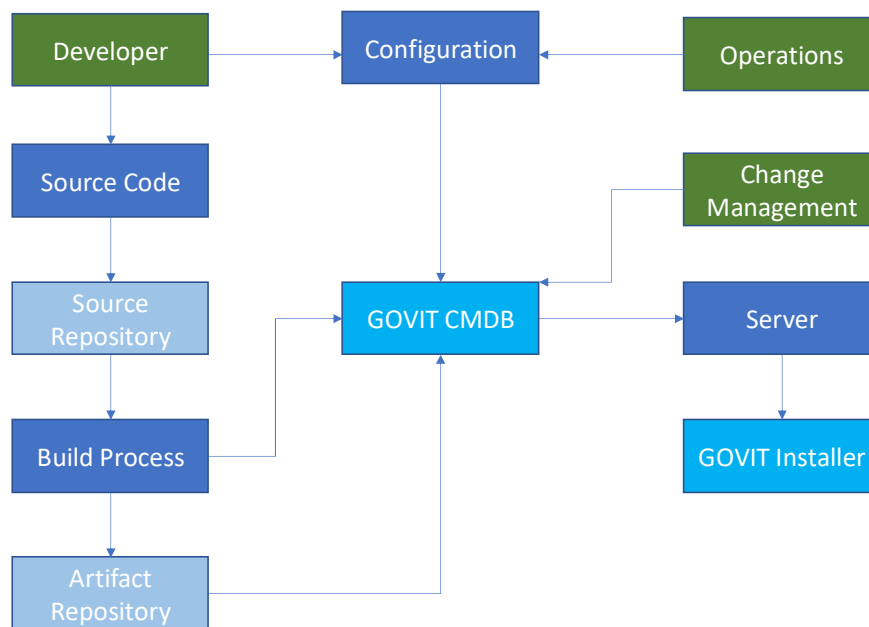 Developer
Configuration
Operations
Source Code
Change
Management
Source
Repository
GOVIT CMDB
Server
Build Process
GOVIT Installer
Artifact
Repository